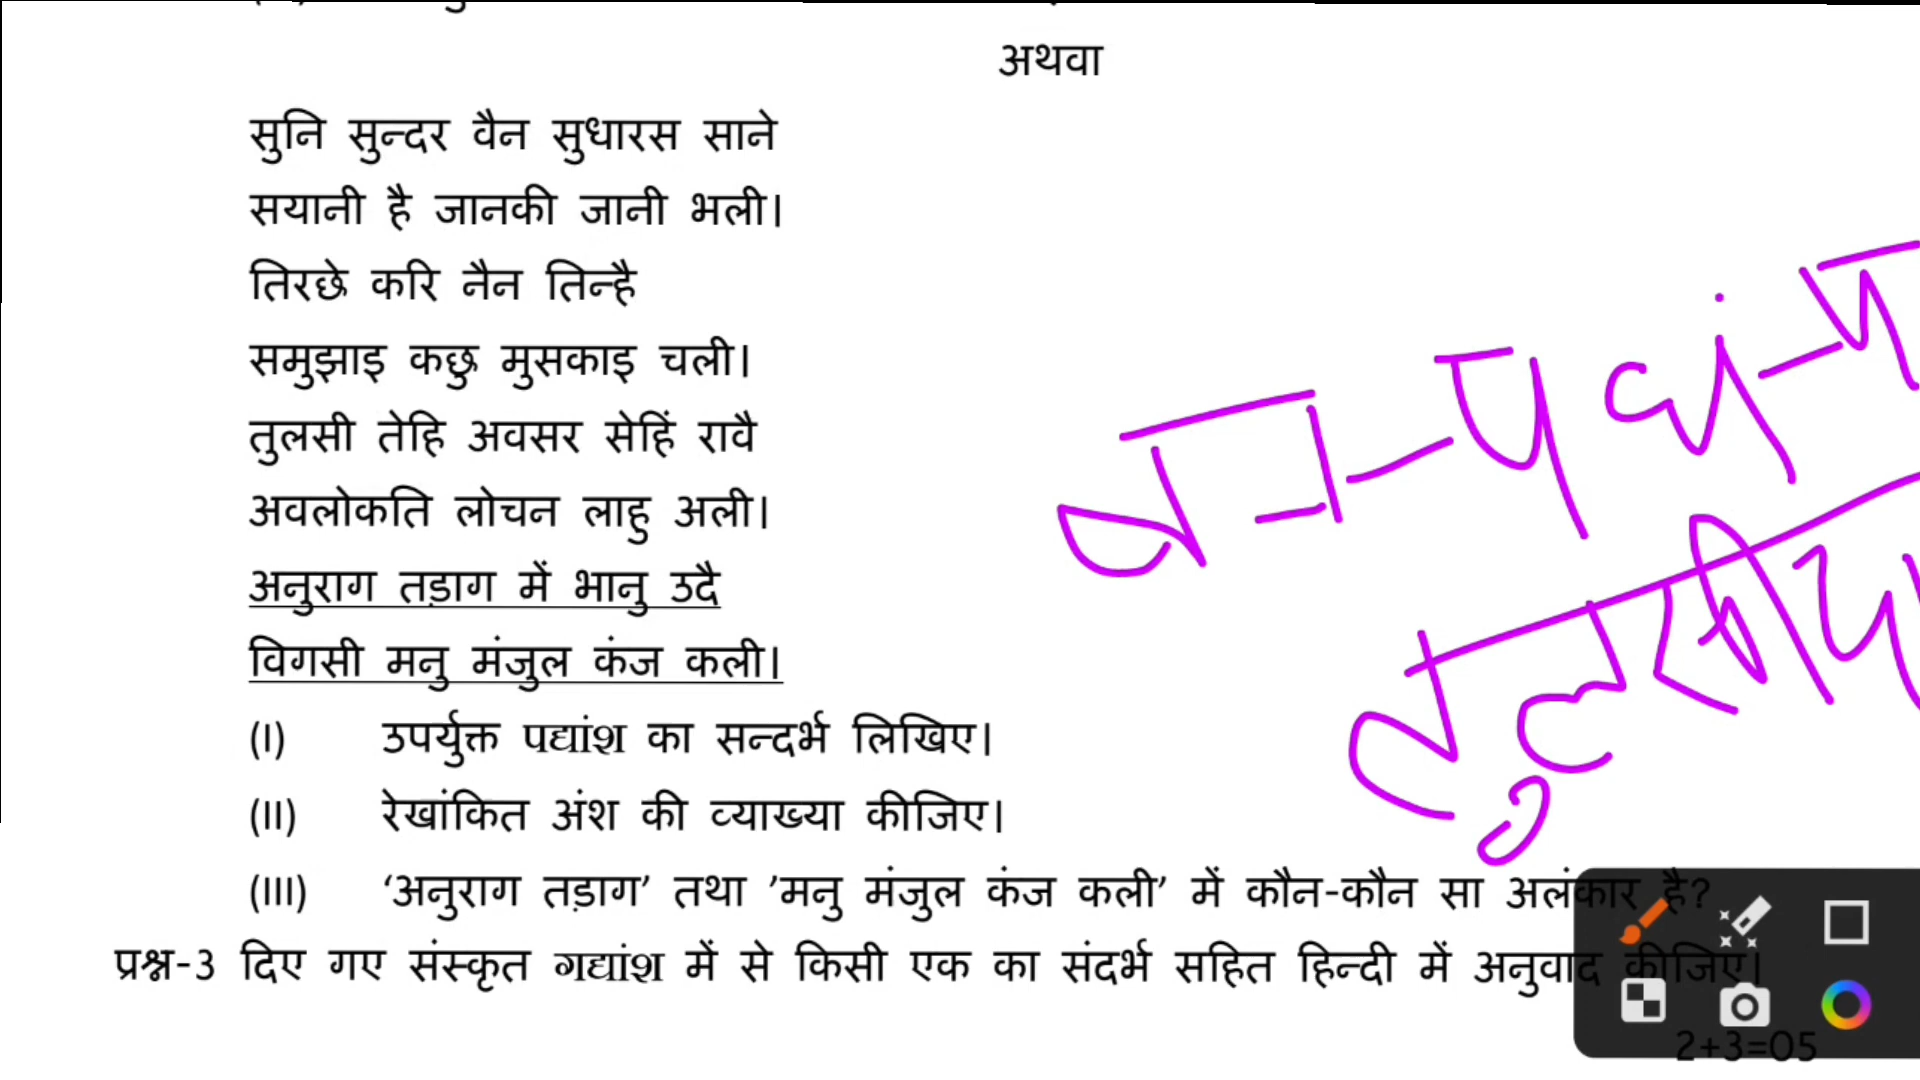 अथवा
सुनि सुन्दर वैन सुधारस साने
सयानी है जानकी जानी भली।
तिरछे करि नैन तिन्है
समुझाइ कछु मुसकाइ चली।
तुलसी तेहि अवसर सेहिं रावै
अवलोकति लोचन लाहु अली।
अनुराग तड़ाग में भानु उदै
विगसी मनु मंजुल कंज कली।
(I) उपर्युक्त पद्यांश का सन्दर्भ लिखिए।
(II) रेखांकित अंश की व्याख्या कीजिए।
(III) ‘अनुराग तड़ाग’ तथा ’मनु मंजुल कंज कली’ में कौन-कौन सा अलंकार है?
प्रश्न-3 दिए गए संस्कृत गद्यांश में से किसी एक का संदर्भ सहित हिन्दी में अनुवाद कीजिए।
2+3=05